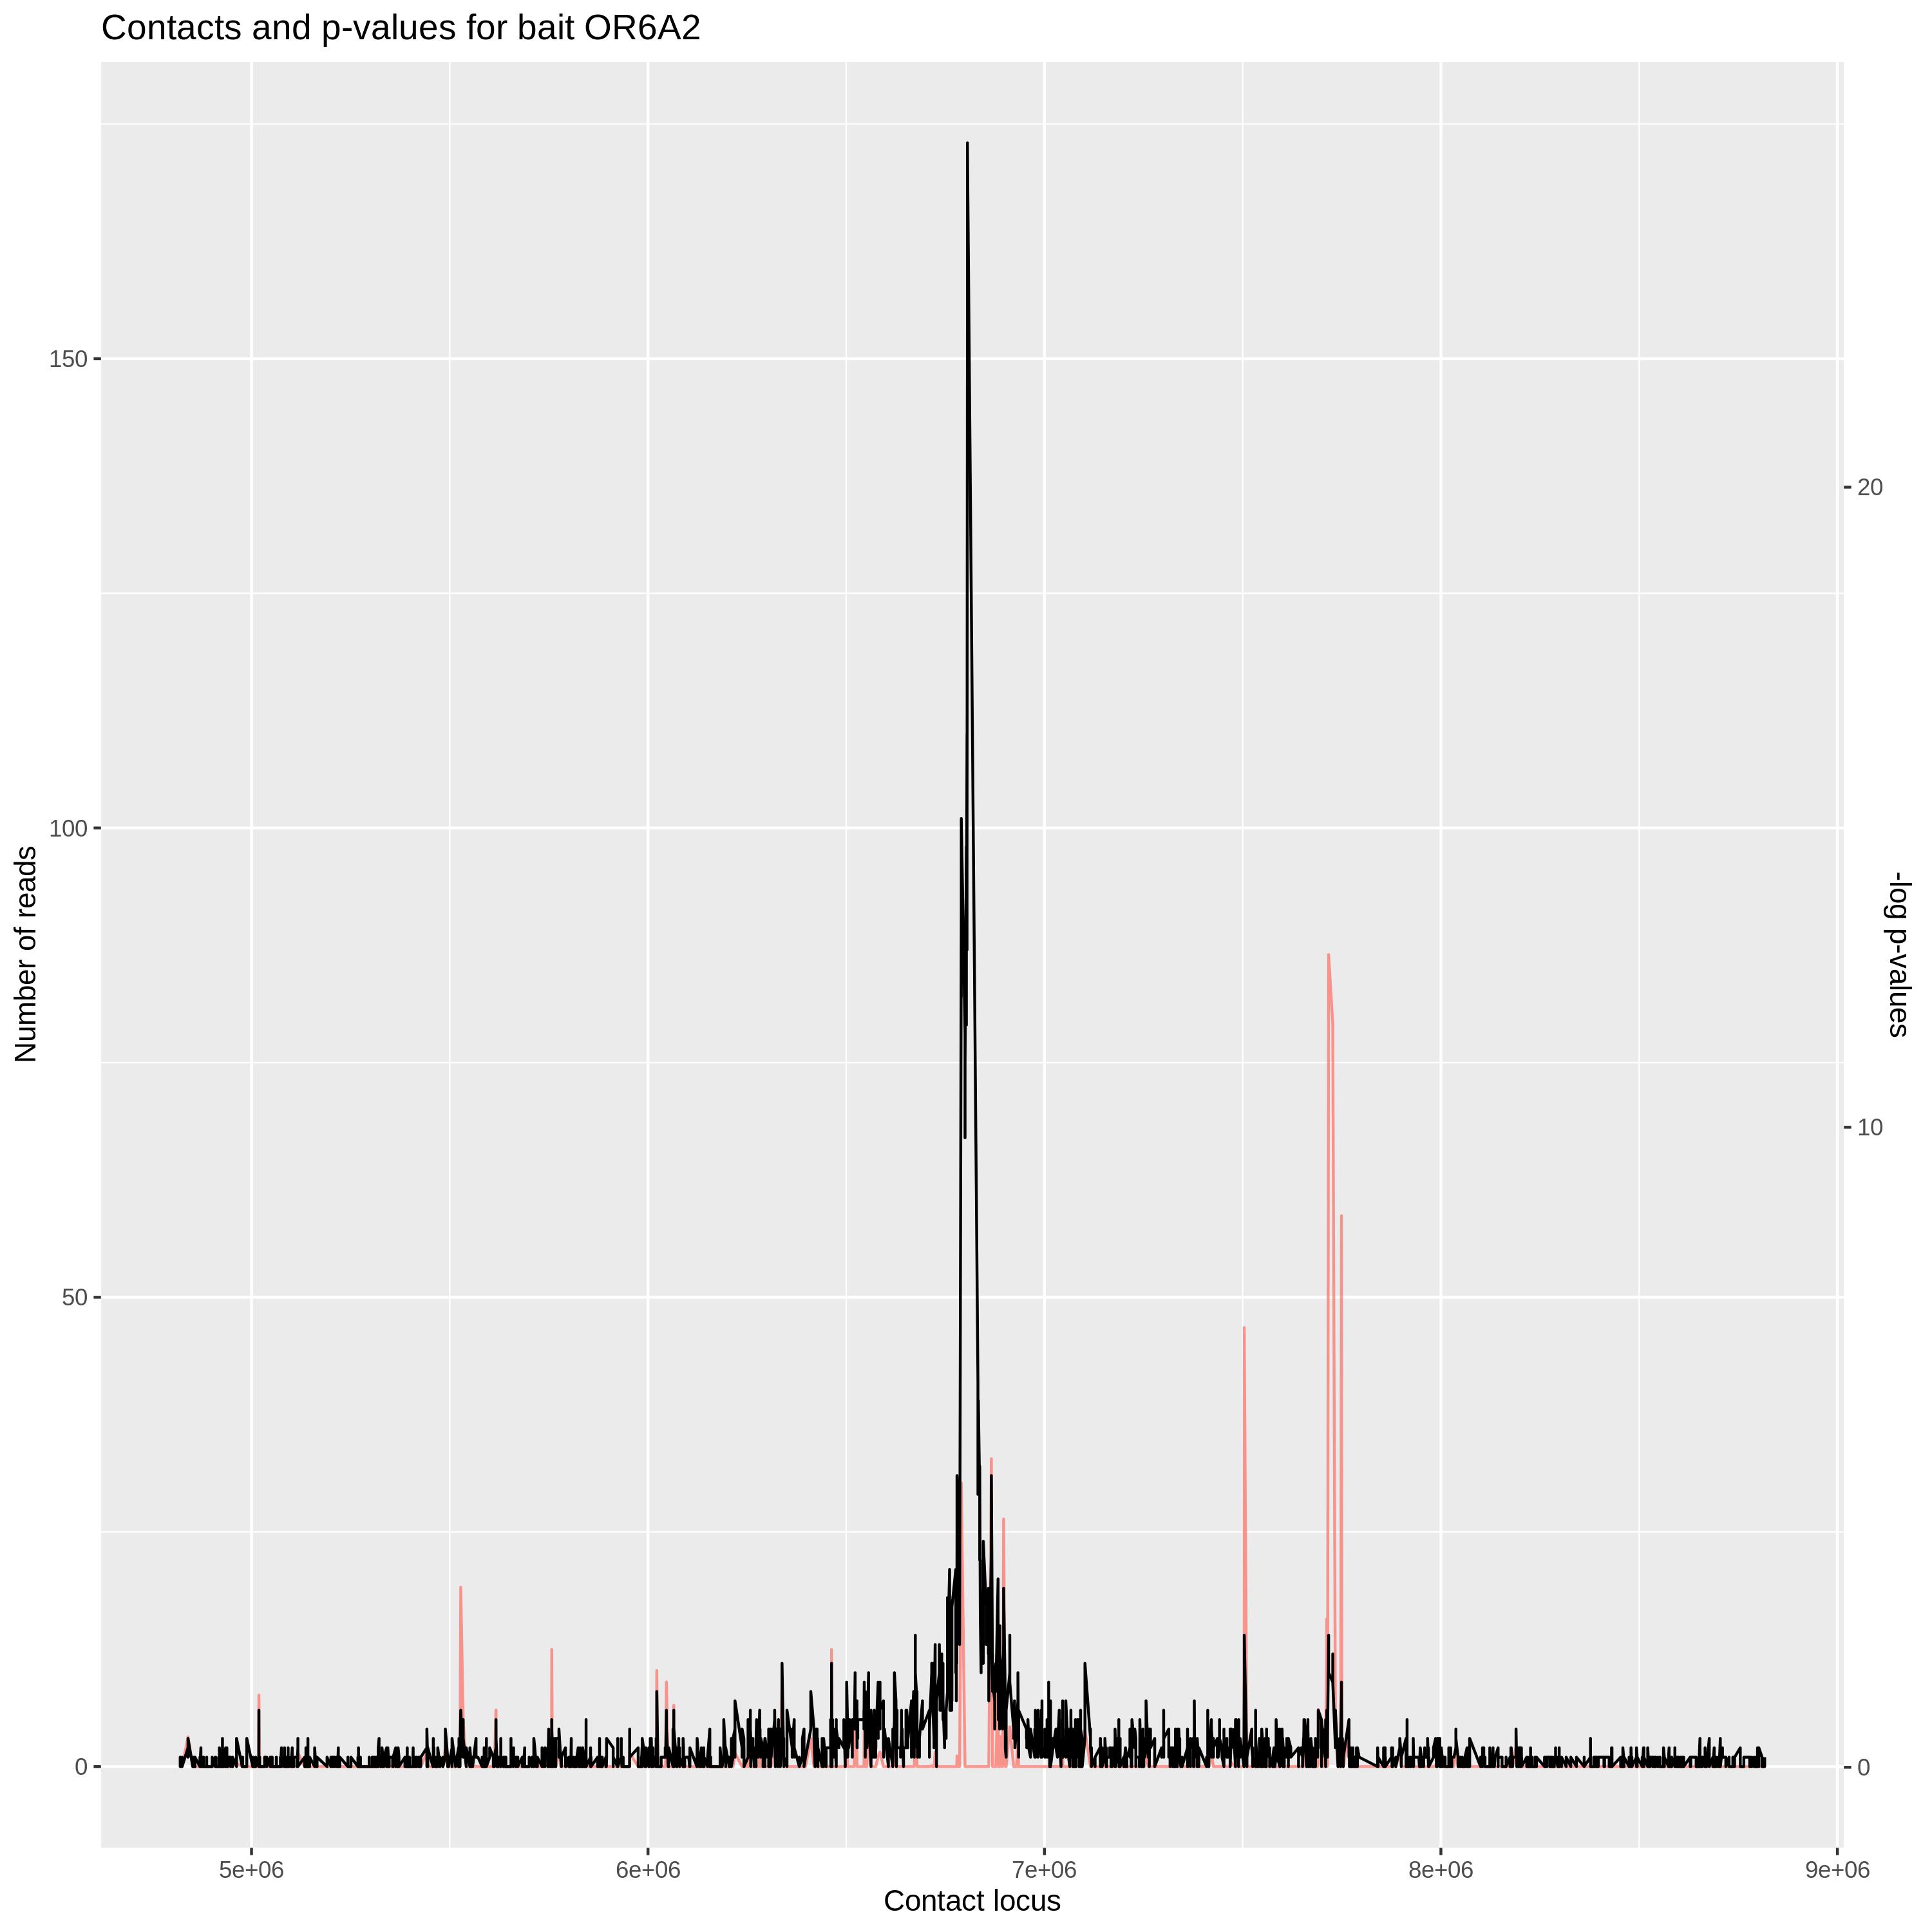 Contacts and p-values for bait OR6A2
150
100
50
0
Number of reads
20
10
0
-log p-values
5e+06
6e+06
7e+06
8e+06
9e+06
Contact locus